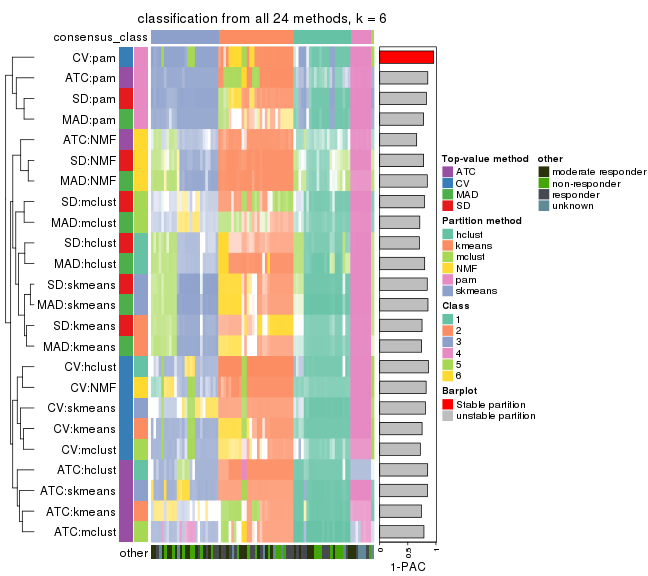 classification from all 24 methods, k = 6
consensus_class
CV:pam
ATC:pam
SD:pam
MAD:pam
ATC:NMF
SD:NMF
MAD:NMF
SD:mclust
MAD:mclust
SD:hclust
MAD:hclust
SD:skmeans
MAD:skmeans
SD:kmeans
MAD:kmeans
CV:hclust
CV:NMF
CV:skmeans
CV:kmeans
CV:mclust
ATC:hclust
ATC:skmeans
ATC:kmeans
ATC:mclust
other
0
0.5
1
1-PAC
Top-value method
ATC
CV
MAD
SD
Partition method
hclust
kmeans
mclust
NMF
pam
skmeans
Class
1
2
3
4
5
6
Barplot
Stable partition
unstable partition
other
moderate responder
non-responder
responder
unknown